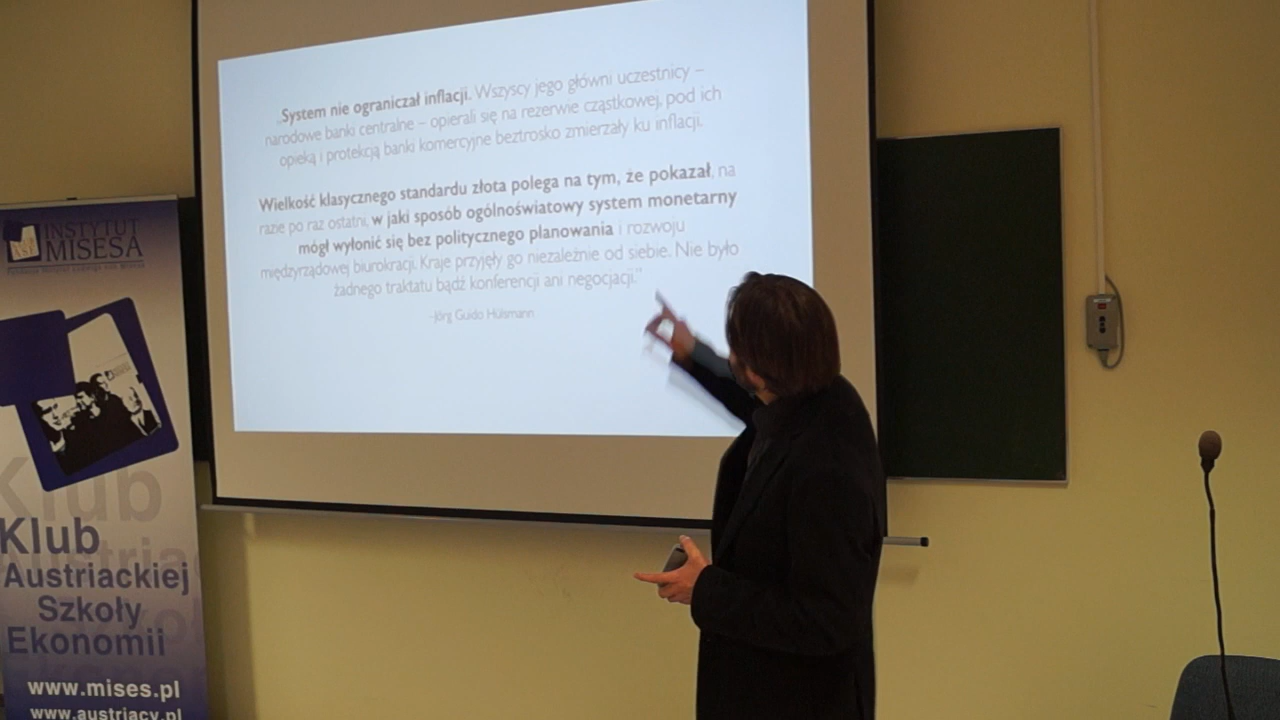 „System nie ograniczał inflacji. Wszyscy jego główni uczestnicy –
narodowe banki centralne – opierali się na rezerwie cząstkowej, pod ich
opieką i protekcją banki komercyjne beztrosko zmierzały ku inflacji.
Wielkość klasycznego standardu złota polega na tym, że pokazał, na
razie po raz ostatni, w jaki sposób ogólnoświatowy system monetarny
mógł wyłonić się bez politycznego planowania i rozwoju
międzyrządowej biurokracji. Kraje przyjęły go niezależnie od siebie. Nie było
żadnego traktatu bądź konferencji ani negocjacji.”
–Jörg Guido Hülsmann
INSTYTUT
MISESA
Klub
Klub
Austriackiej
Szkoły
Ekonomii
www.mises.pl
www.austriacy.pl